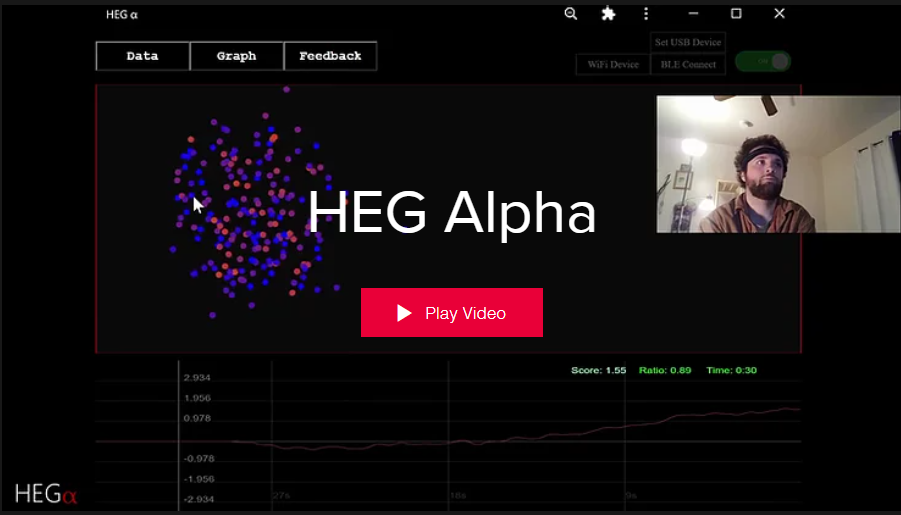 HEG α
Set USB Device
Data
Graph
Feedback
WiFi Device
BLE Connect
ON
HEG Alpha
Play Video
Score: 1.55 Ratio: 0.89 Time: 0:30
2.934
1.956
0.978
-0.978
-1.956
-2.934
27s
18s
9s
HEGα